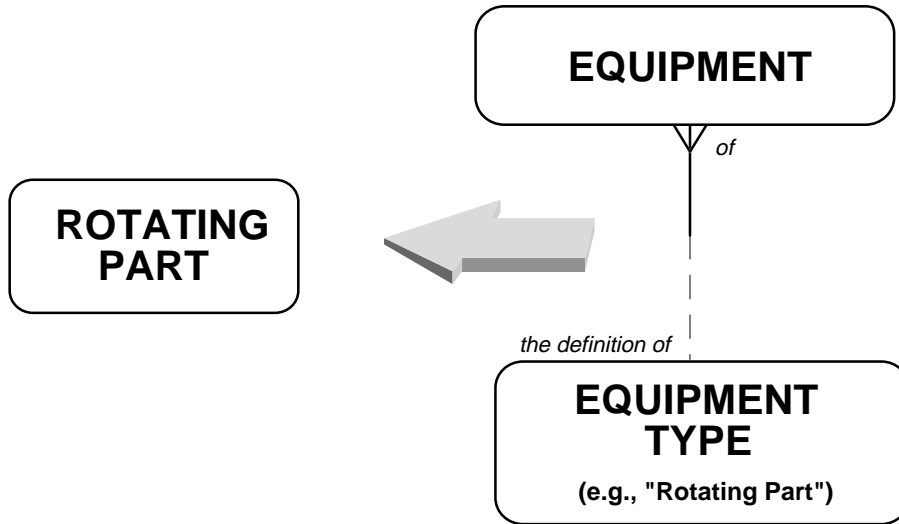 EQUIPMENT
of
ROTATING
PART
the definition of
EQUIPMENT
TYPE
(e.g., "Rotating Part")